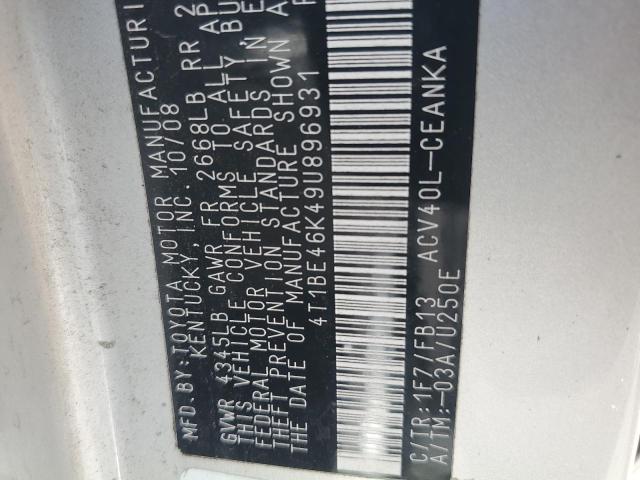 MFD. BY: TOYOTA MOTOR MANUFACTURI
KENTUCKY, INC. 10/08
GVWR 4345LB GAWR FR 2668LB RR 2
THIS VEHICLE CONFORMS TO ALL AP
FEDERAL MOTOR VEHICLE SAFETY BU
THEFT PREVENTION STANDARDS IN E
THE DATE OF MANUFACTURE SHOWN A
4T1BE46K49U896931
C/TR:1F7//FB13 ACV40L-CEANKA
A/TM:-03A/U250E